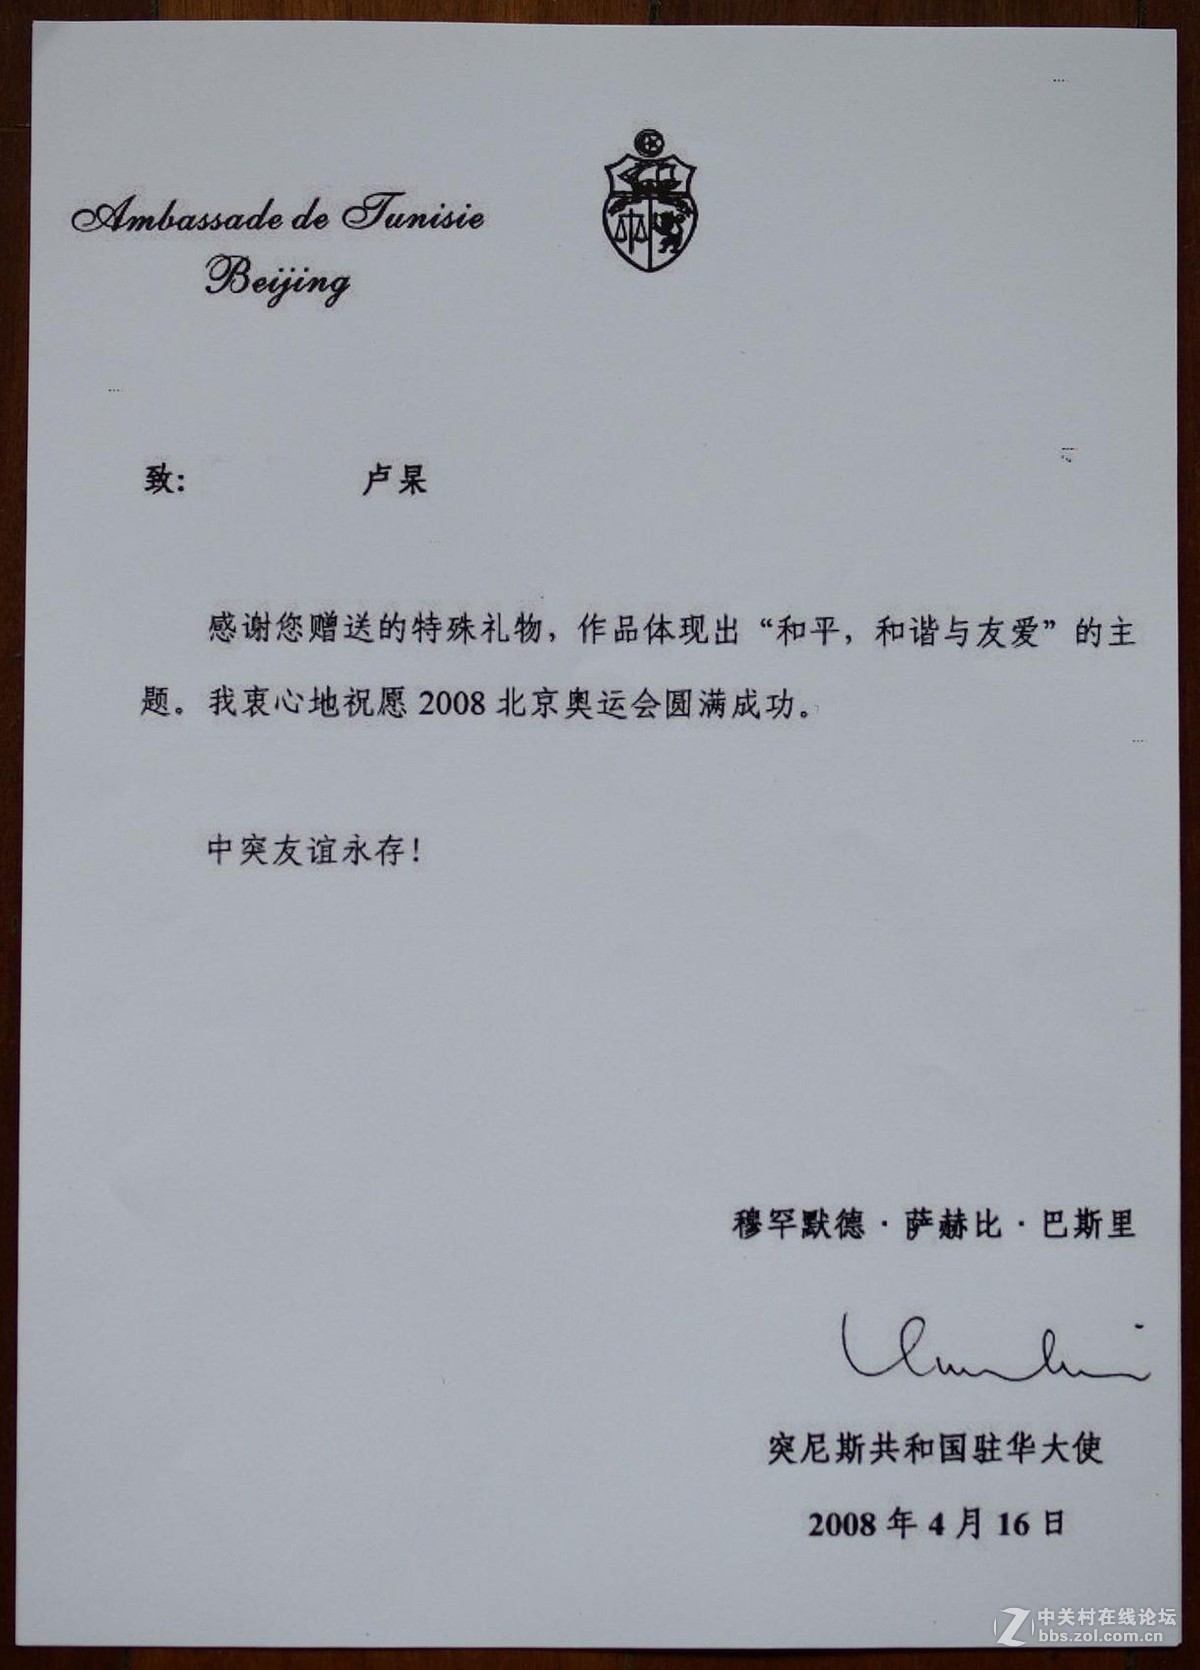 Ambassade de Tunisie
Beijing
致: 卢杲
感谢您赠送的特殊礼物，作品体现出“和平，和谐与友爱”的主
题。我衷心地祝愿 2008 北京奥运会圆满成功。
中突友谊永存！
穆罕默德·萨赫比·巴斯里
突尼斯共和国驻华大使
2008 年 4 月 16 日
中关村在线论坛
bbs.zol.com.cn